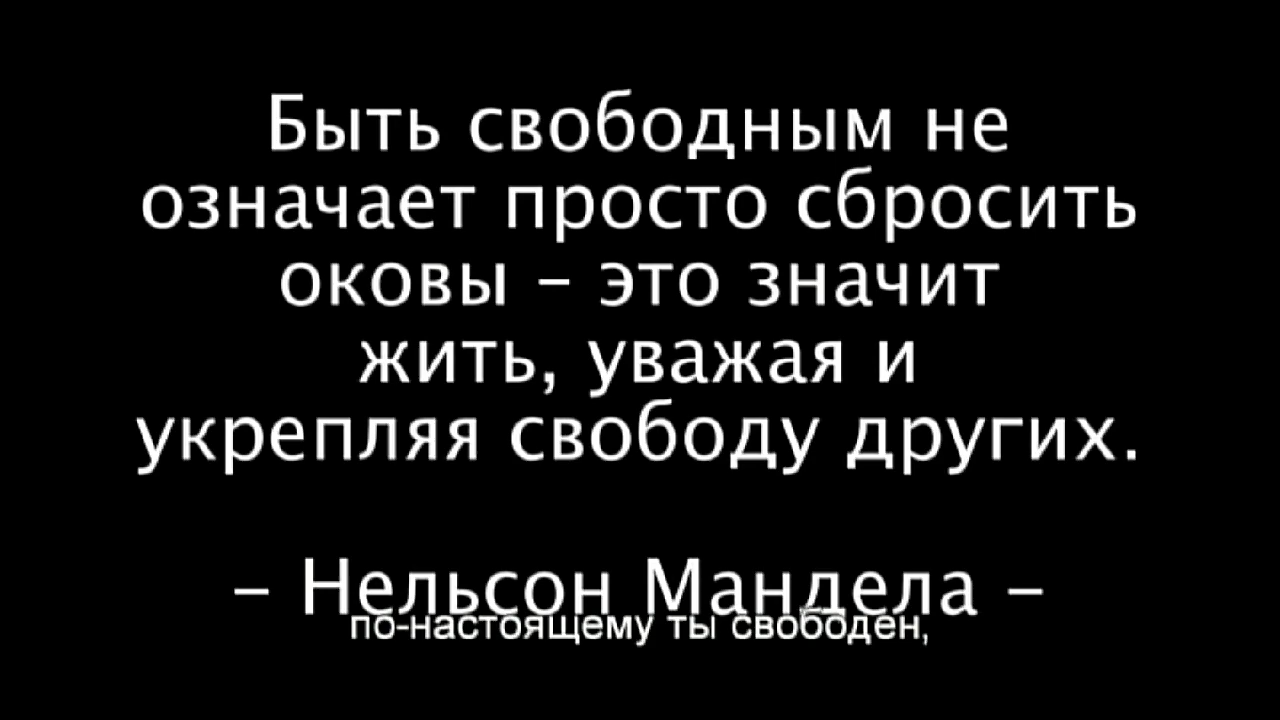 Быть свободным не
означает просто сбросить
оковы – это значит
жить, уважая и
укрепляя свободу других.
– Нельсон Мандела –
по-настоящему ты свободен,